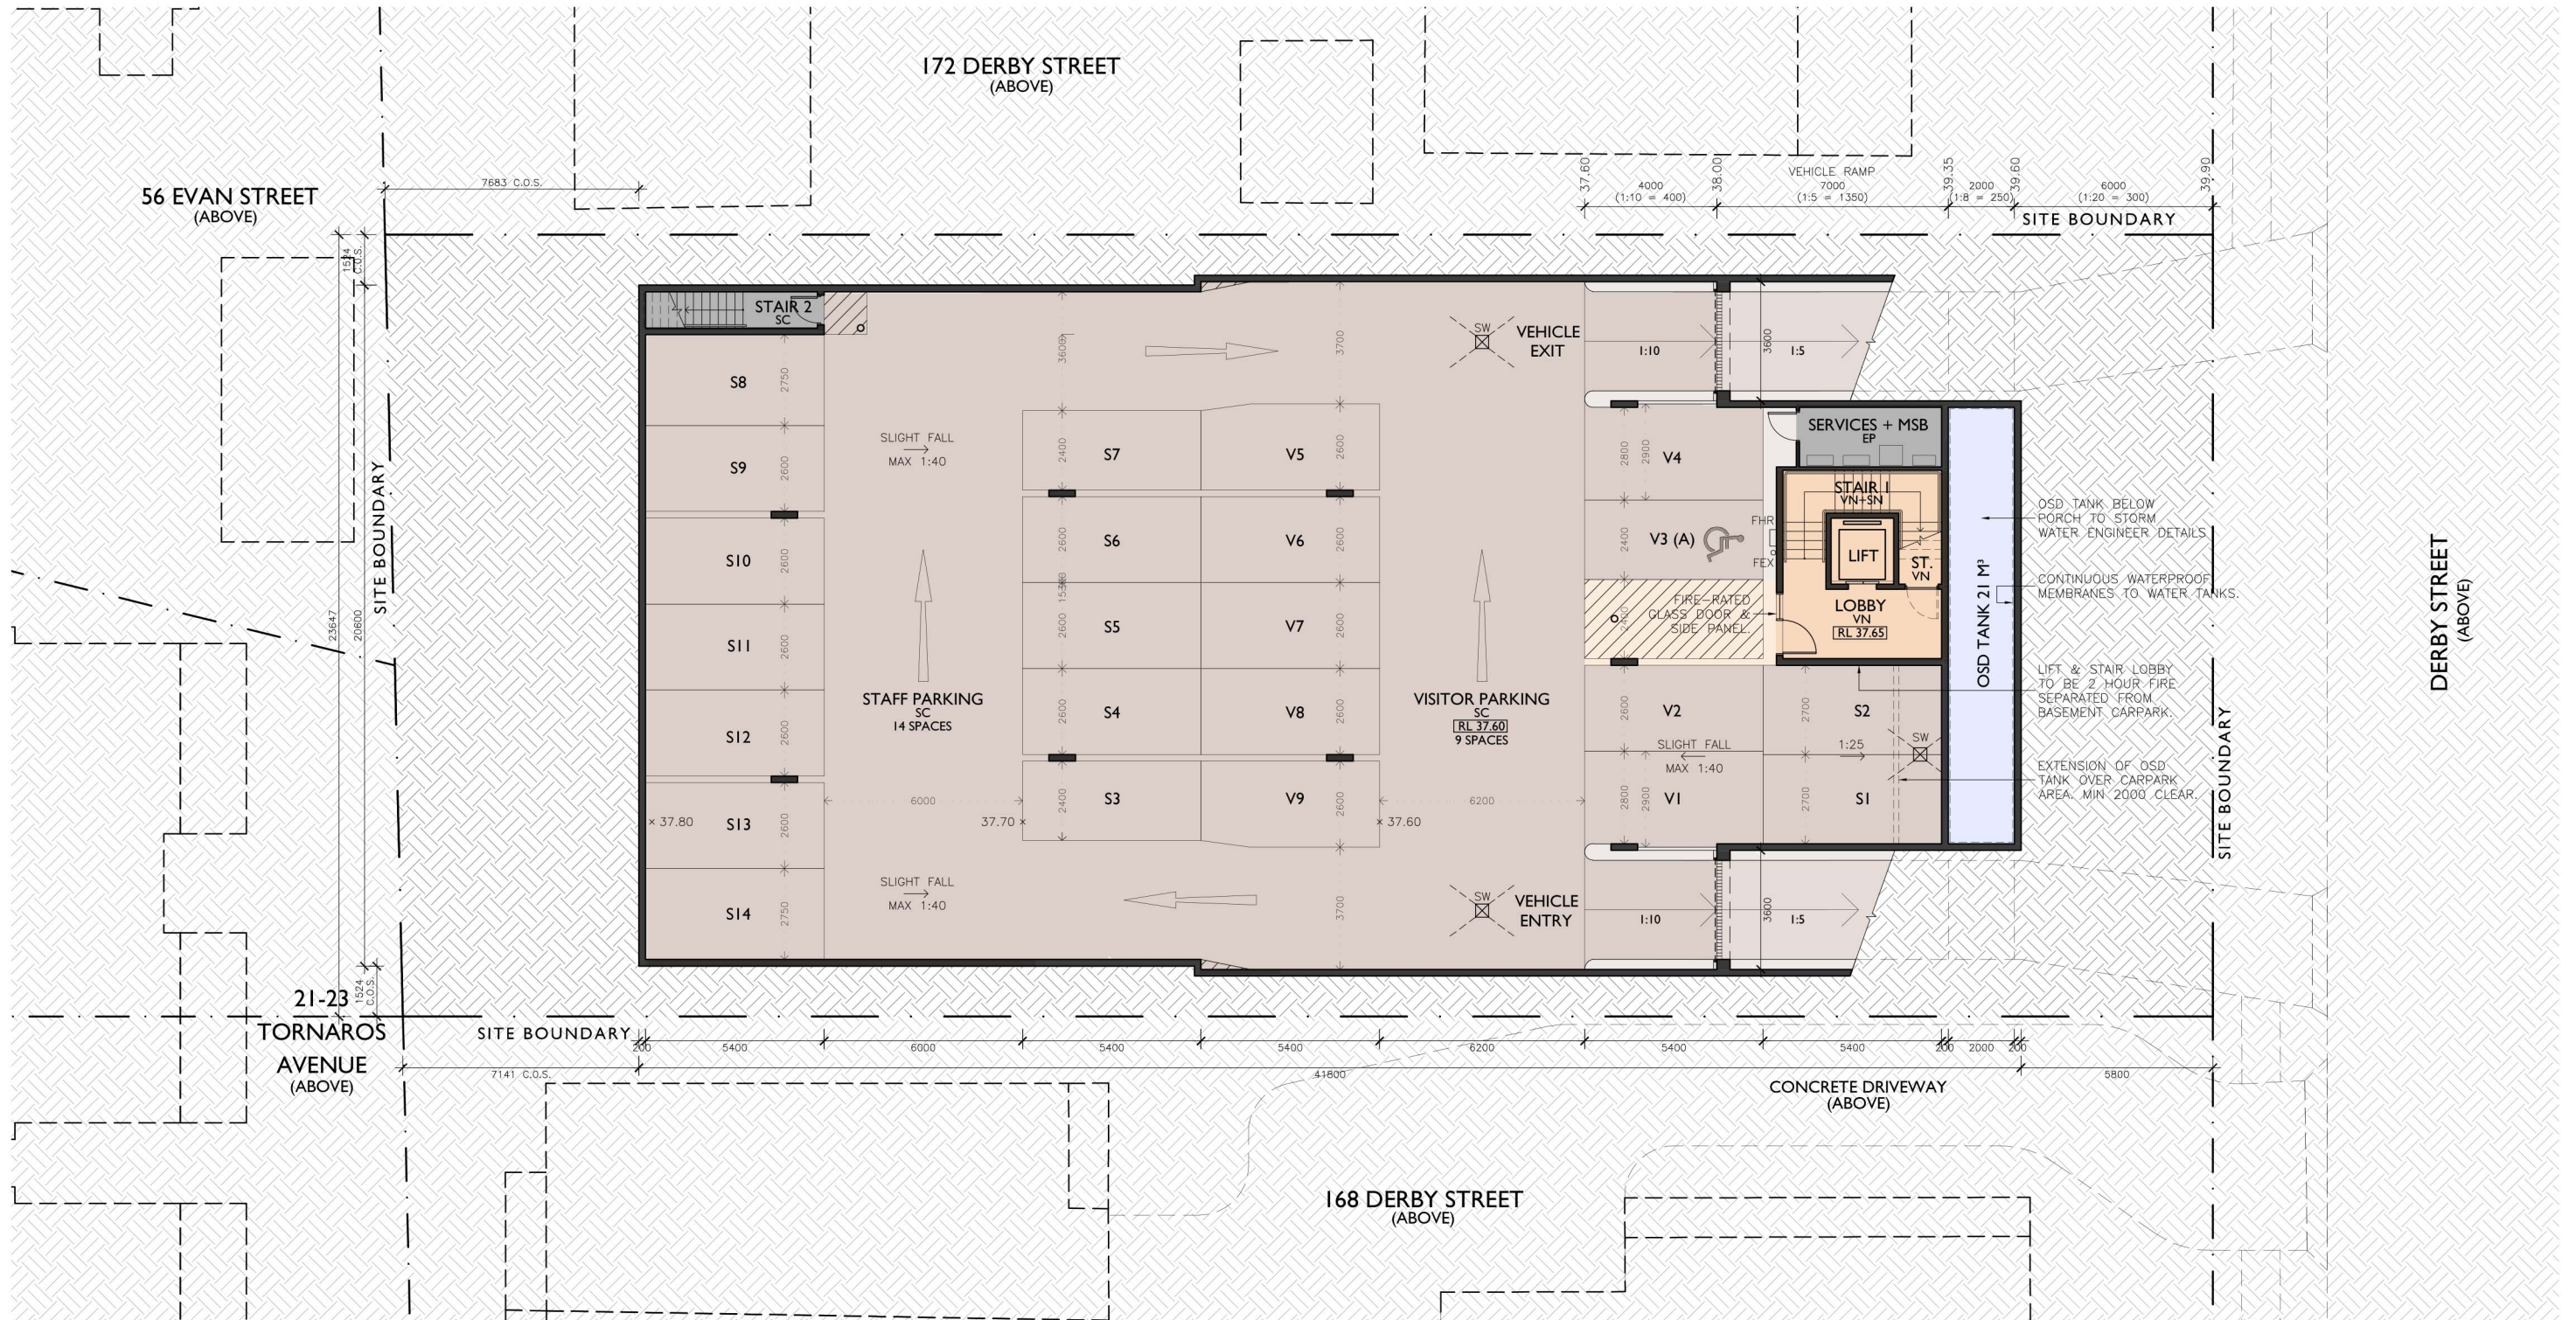 172 DERBY STREET
(ABOVE)
56 EVAN STREET
(ABOVE)
7683 C.O.S.
37.60
38.00
39.35
39.60
39.90
VEHICLE RAMP
4000
(1:10 = 400)
7000
(1:5 = 1350)
2000
(1:8 = 250)
6000
(1:20 = 300)
SITE BOUNDARY
1524
C.O.S.
23647
20600
SITE BOUNDARY
STAIR 2
SC
S8
2750
S9
2600
S10
2600
S11
2600
S12
2600
S13
2600
S14
2750
× 37.80
SLIGHT FALL
MAX 1:40
STAFF PARKING
SC
14 SPACES
6000
37.70 ×
SLIGHT FALL
MAX 1:40
3600
3700
S7
2400
V5
2600
S6
2600
V6
2600
S5
2600
V7
2600
S4
2600
V8
2600
S3
2400
V9
2600
3700
× 37.60
SW
VEHICLE
EXIT
1:10
3600
1:5
VISITOR PARKING
SC
RL 37.60
9 SPACES
6200
SW
VEHICLE
ENTRY
1:10
3600
1:5
2800
2900
V4
2400
V3 (A)
FHR
FEX
2400
FIRE-RATED
GLASS DOOR &
SIDE PANEL.
2600
V2
SLIGHT FALL
MAX 1:40
2800
2900
V1
2700
S2
1:25
SW
2700
S1
SERVICES + MSB
EP
STAIR 1
VN+SN
LIFT
ST.
VN
LOBBY
VN
RL 37.65
OSD TANK 21 M³
OSD TANK BELOW
PORCH TO STORM
WATER ENGINEER DETAILS
CONTINUOUS WATERPROOF
MEMBRANES TO WATER TANKS.
LIFT & STAIR LOBBY
TO BE 2 HOUR FIRE
SEPARATED FROM
BASEMENT CARPARK.
EXTENSION OF OSD
TANK OVER CARPARK
AREA. MIN 2000 CLEAR.
SITE BOUNDARY
DERBY STREET
(ABOVE)
1524
C.O.S.
21-23
TORNAROS
AVENUE
(ABOVE)
SITE BOUNDARY
200
5400
6000
5400
5400
6200
5400
5400
200
2000
200
7141 C.O.S.
41800
5800
CONCRETE DRIVEWAY
(ABOVE)
168 DERBY STREET
(ABOVE)